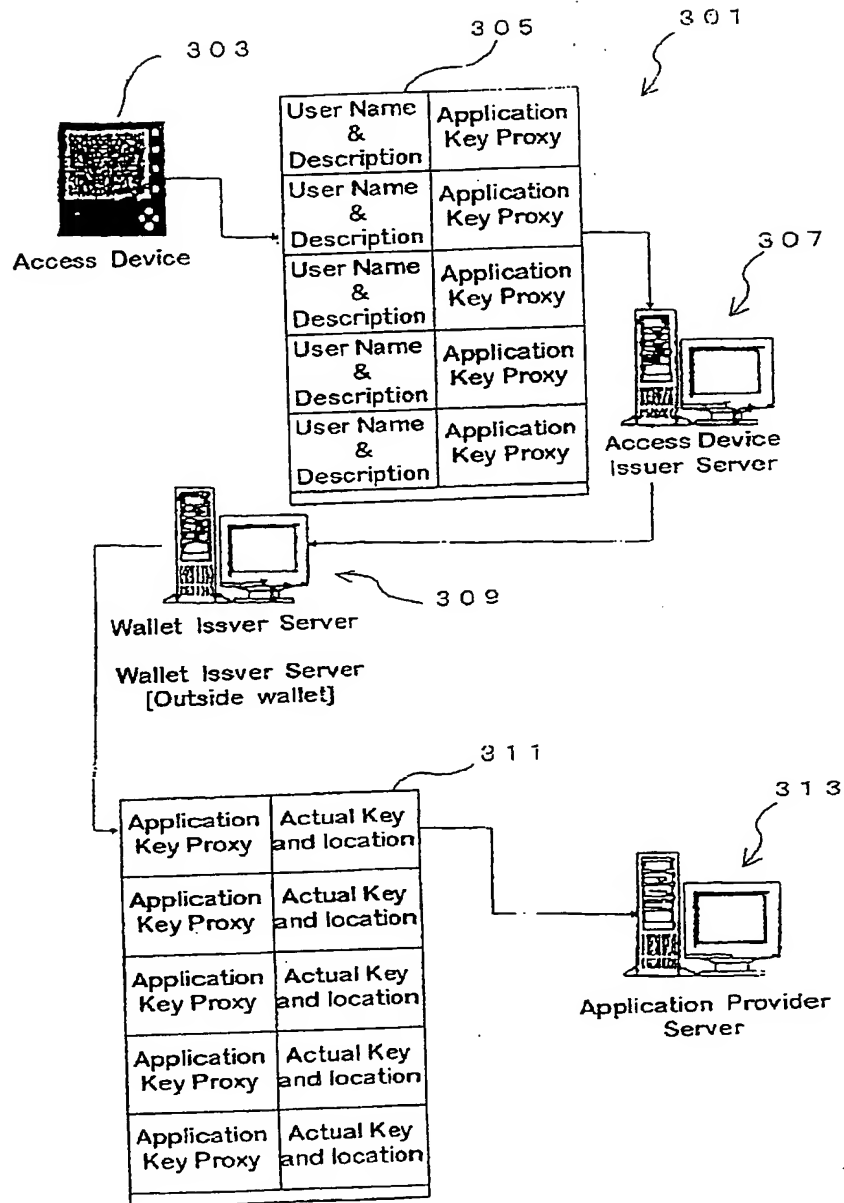 301
305
303
User Name
&
Description
Application
Key Proxy
User Name
&
Description
Application
Key Proxy
User Name
&
Description
Application
Key Proxy
User Name
&
Description
Application
Key Proxy
User Name
&
Description
Application
Key Proxy
Access Device
307
Access Device
Issuer Server
309
Wallet Issver Server
Wallet Issver Server
[Outside wallet]
311
Application
Key Proxy
Actual Key
and location
Application
Key Proxy
Actual Key
and location
Application
Key Proxy
Actual Key
and location
Application
Key Proxy
Actual Key
and location
Application
Key Proxy
Actual Key
and location
313
Application Provider
Server